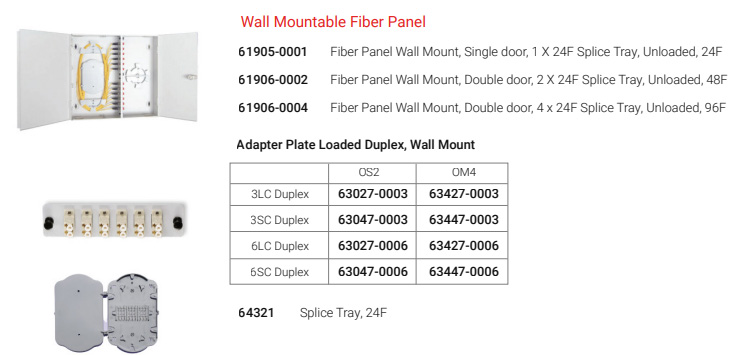 Wall Mountable Fiber Panel
61905-0001 Fiber Panel Wall Mount, Single door, 1 X 24F Splice Tray, Unloaded, 24F
61906-0002 Fiber Panel Wall Mount, Double door, 2 X 24F Splice Tray, Unloaded, 48F
61906-0004 Fiber Panel Wall Mount, Double door, 4 x 24F Splice Tray, Unloaded, 96F
Adapter Plate Loaded Duplex, Wall Mount
OS2 OM4
3LC Duplex 63027-0003 63427-0003
3SC Duplex 63047-0003 63447-0003
6LC Duplex 63027-0006 63427-0006
6SC Duplex 63047-0006 63447-0006
64321 Splice Tray, 24F